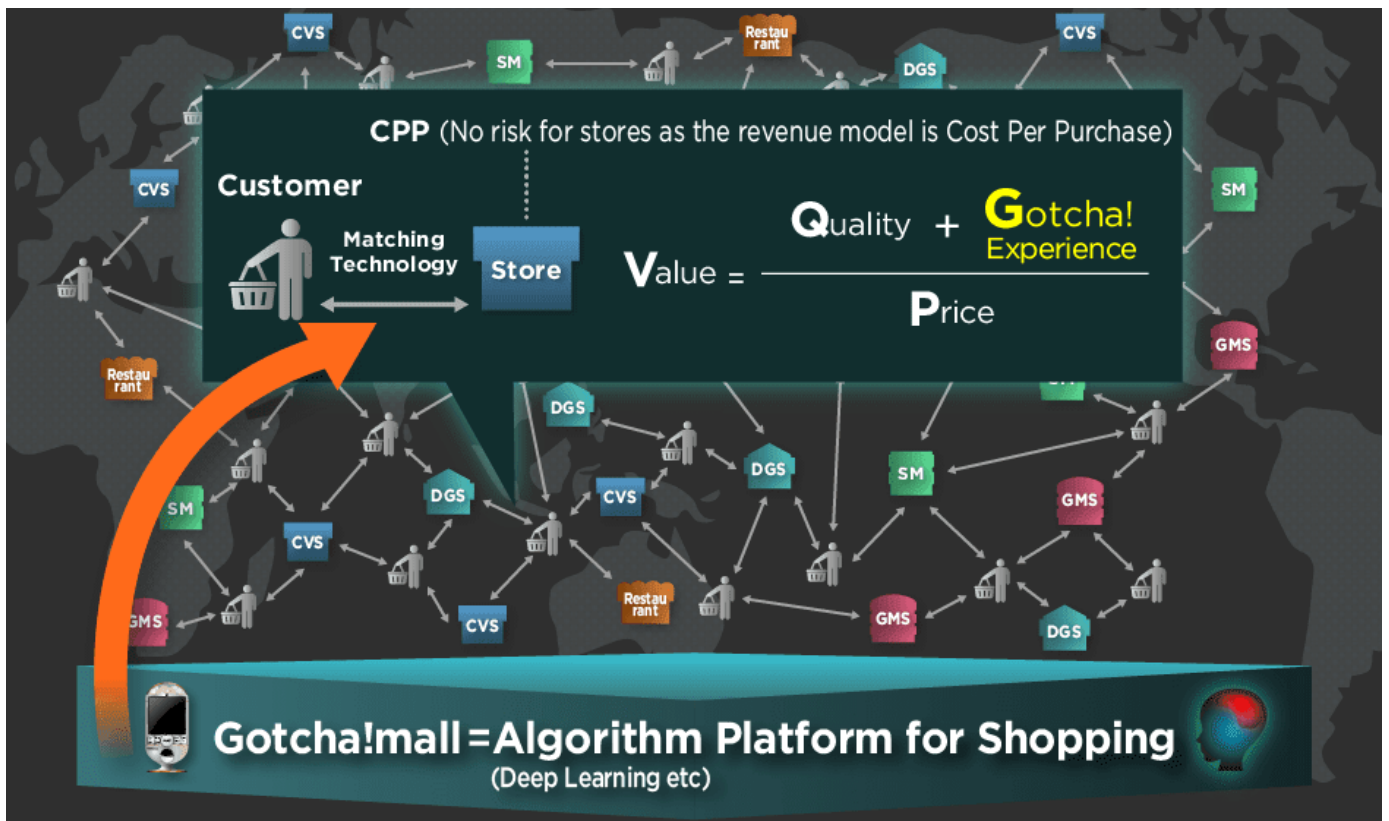 CVS
SM
Restau
rant
CVS
DGS
CPP (No risk for stores as the revenue model is Cost Per Purchase)
CVS
Customer
Matching
Technology
Store
Value = Quality + Gotcha!
Experience
Price
SM
GMS
Restau
rant
SM
DGS
DGS
SM
DGS
CVS
GMS
SM
CVS
Restau
rant
GMS
CVS
GMS
DGS
Gotcha!mall = Algorithm Platform for Shopping
(Deep Learning etc)